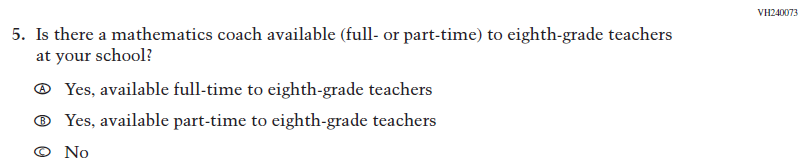 VH240073
5. Is there a mathematics coach available (full- or part-time) to eighth-grade teachers
at your school?
Ⓐ Yes, available full-time to eighth-grade teachers
Ⓑ Yes, available part-time to eighth-grade teachers
Ⓒ No